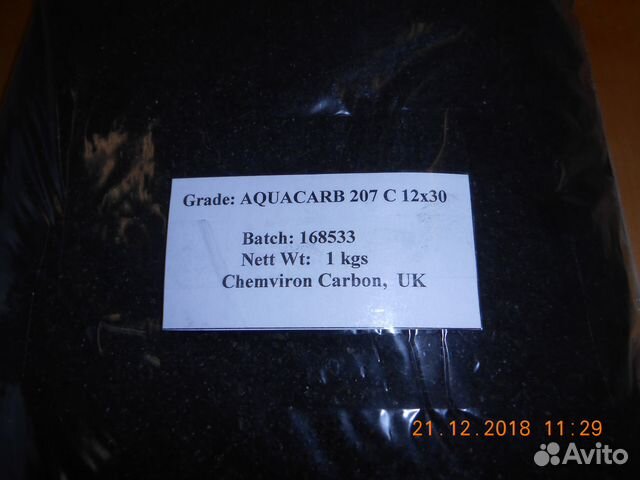 Grade: AQUACARB 207 C 12x30
Batch: 168533
Nett Wt: 1 kgs
Chemviron Carbon, UK
21.12.2018 11:29
Avito